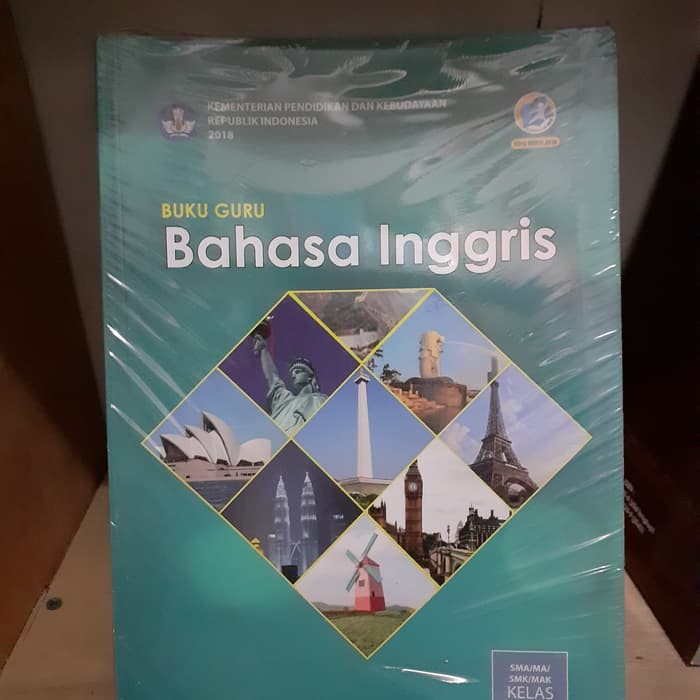 KEMENTERIAN PENDIDIKAN DAN KEBUDAYAAN
REPUBLIK INDONESIA
2018
BUKU GURU
Bahasa Inggris
SMA/MA/
SMK/MAK
KELAS